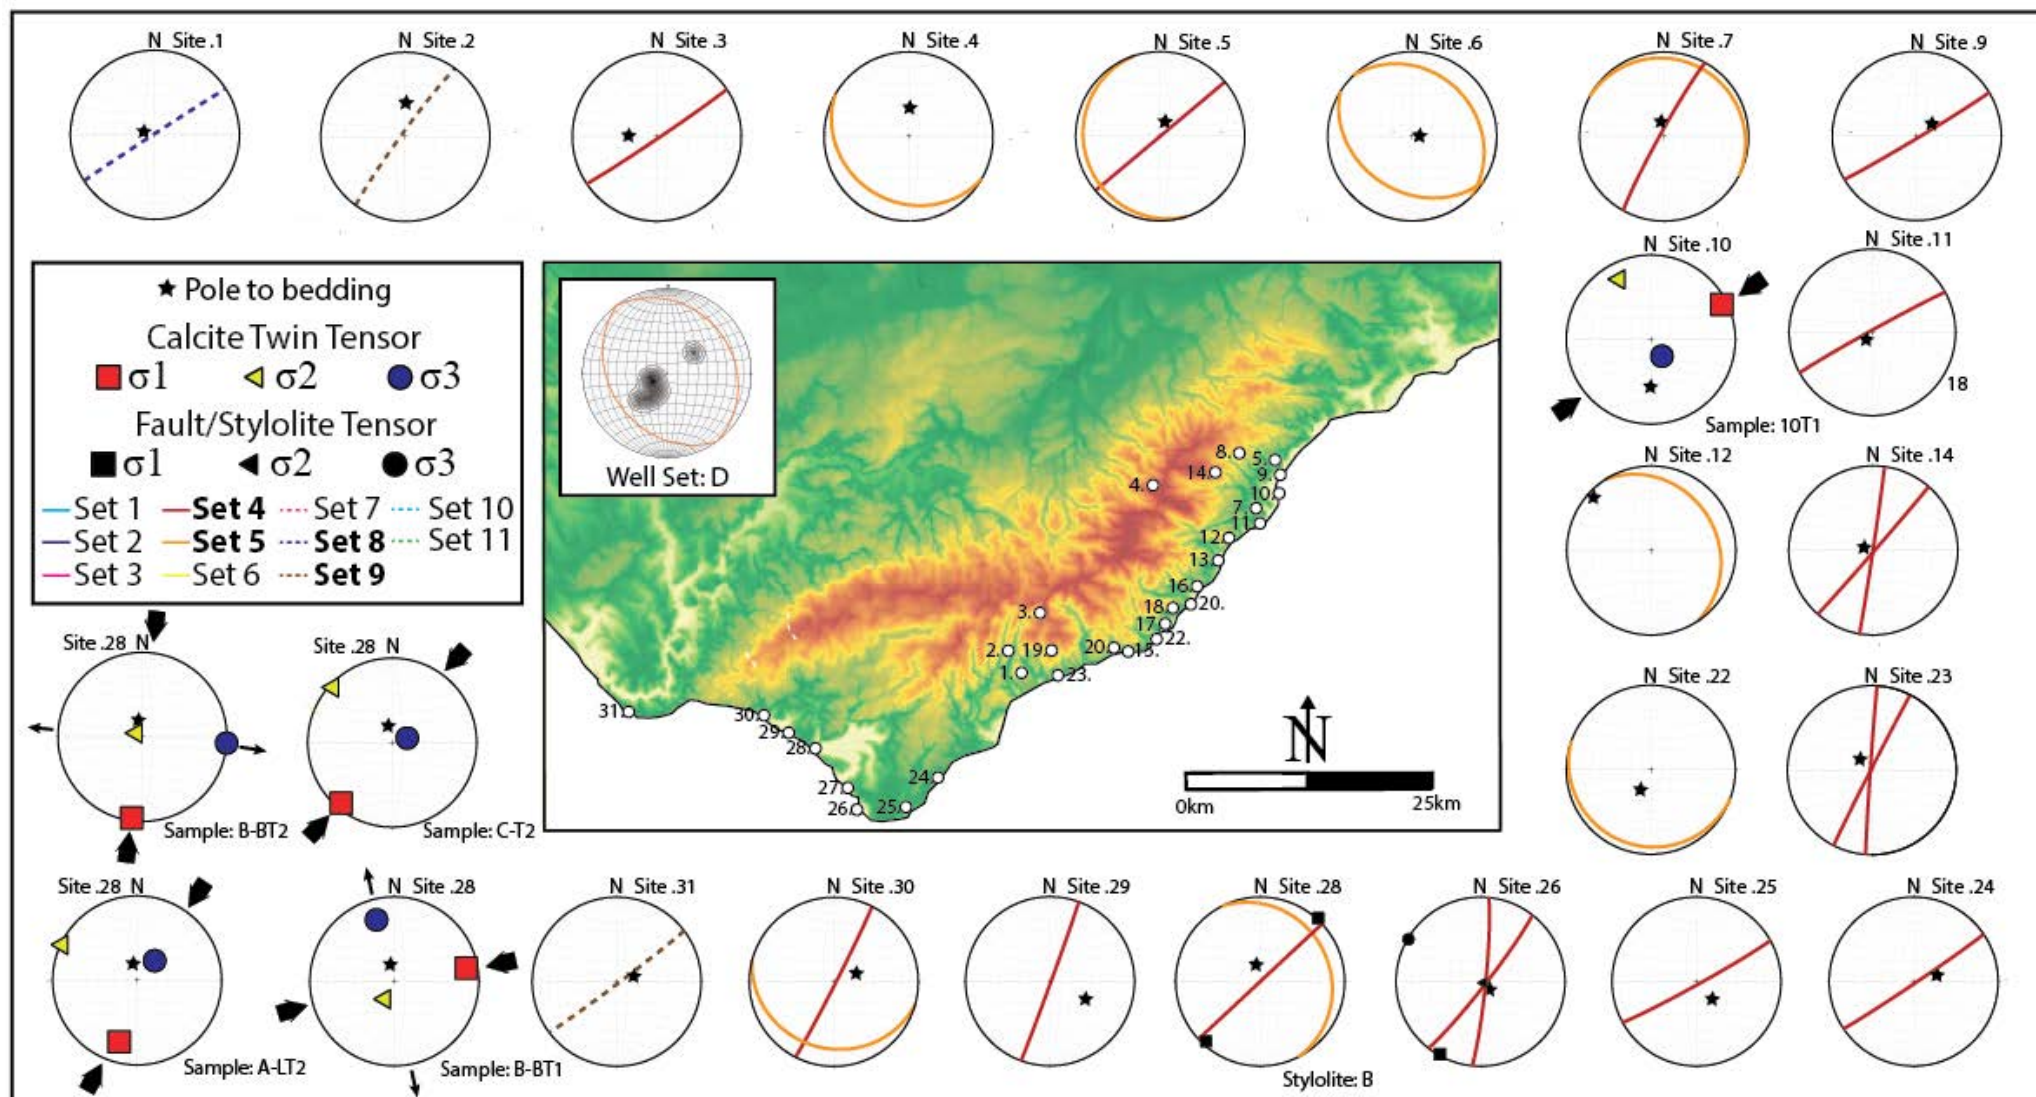 N Site .1
N Site .2
N Site .3
N Site .4
N Site .5
N Site .6
N Site .7
N Site .9
N Site .10
N Site .11
18
Sample: 10T1
Pole to bedding
Calcite Twin Tensor
σ1 σ2 σ3
Fault/Stylolite Tensor
σ1 σ2 σ3
Set 1 Set 4 Set 7 Set 10
Set 2 Set 5 Set 8 Set 11
Set 3 Set 6 Set 9
Well Set: D
8.
5.
14.
9.
4.
10.
7.
11.
12.
13.
16.
18.
20.
3.
17.
22.
2.
19.
20.
15.
1.
23.
31.
30.
29.
28.
24.
27.
26.
25.
N
0km 25km
N Site .12
N Site .14
N Site .22
N Site .23
Site .28 N
Sample: B-BT2
Site .28 N
Sample: C-T2
Site .28 N
Sample: A-LT2
N Site .28
Sample: B-BT1
N Site .31
N Site .30
N Site .29
N Site .28
Stylolite: B
N Site .26
N Site .25
N Site .24